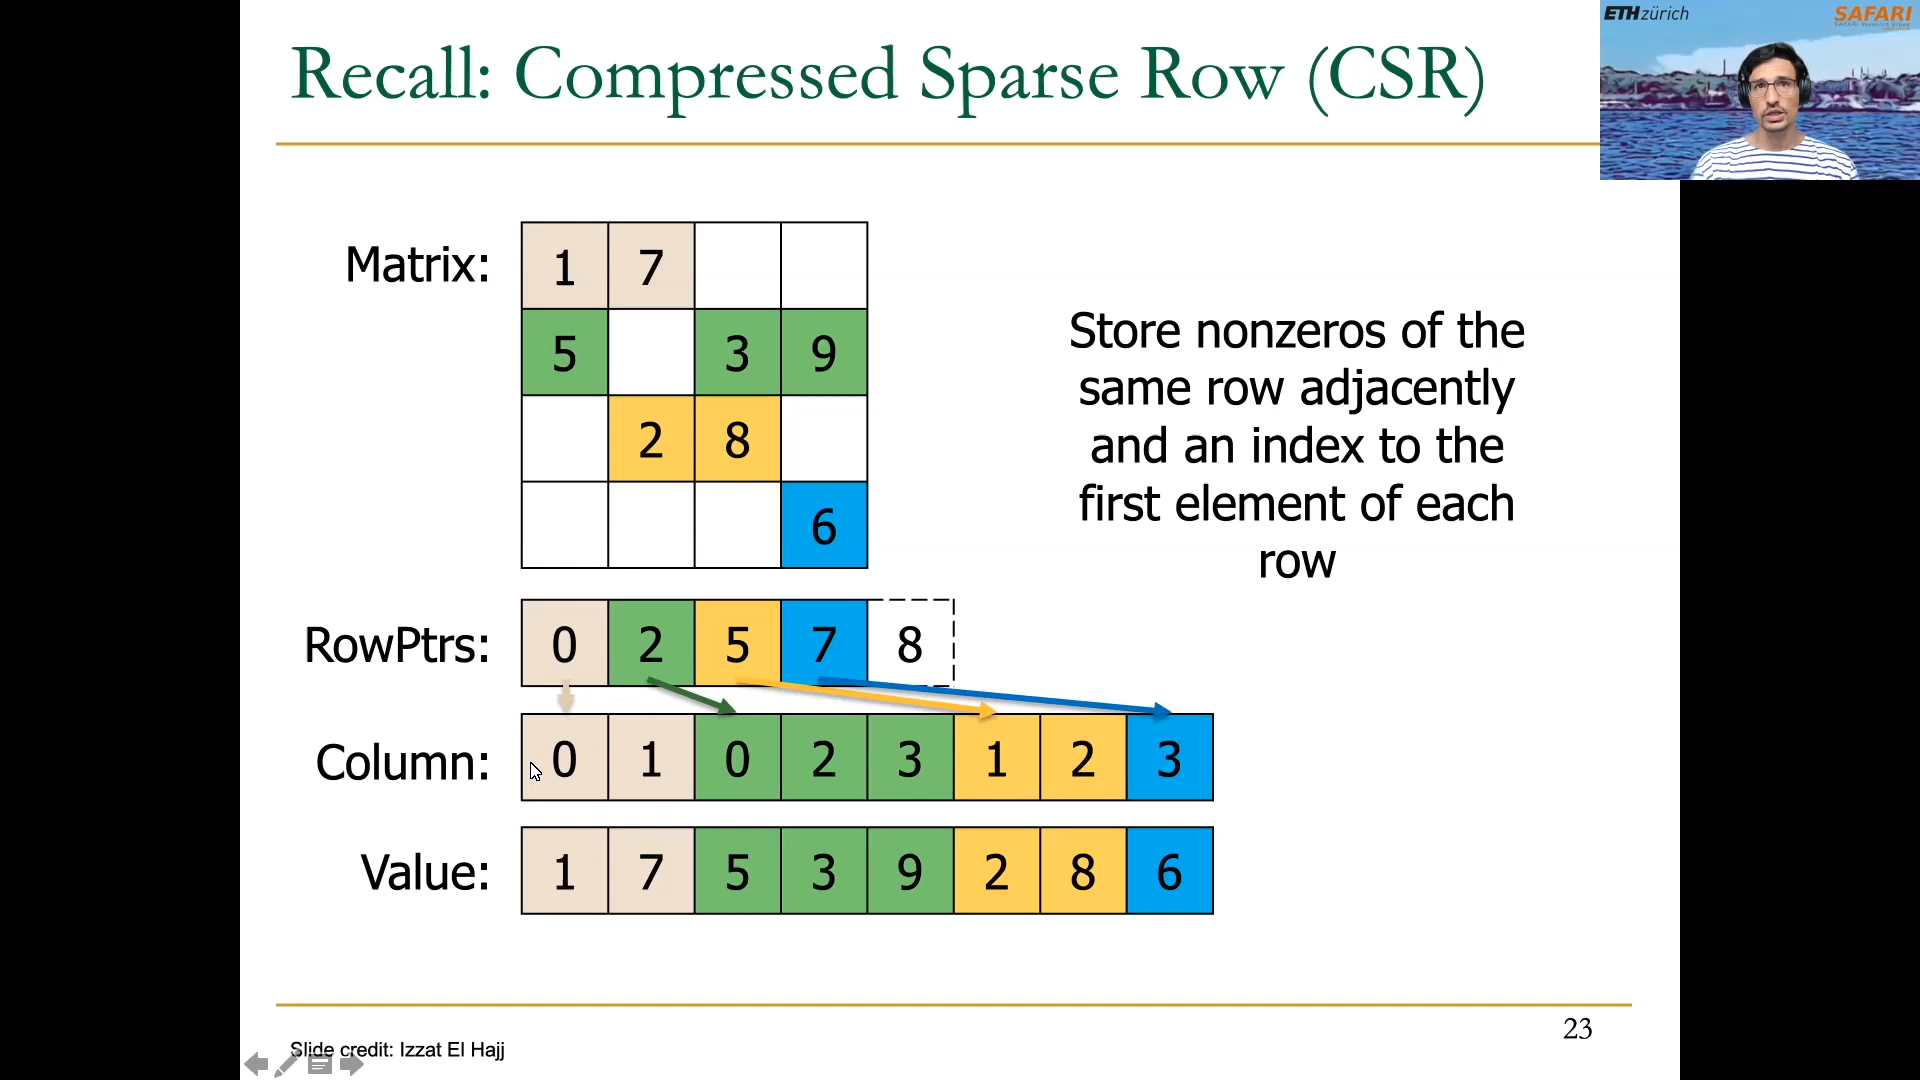 Recall: Compressed Sparse Row (CSR)
ETH zürich
SAFARI
Matrix:
1 7
5 3 9
2 8
6
Store nonzeros of the
same row adjacently
and an index to the
first element of each
row
RowPtrs: 0 2 5 7 8
Column: 0 1 0 2 3 1 2 3
Value: 1 7 5 3 9 2 8 6
23
Slide credit: Izzat El Hajj